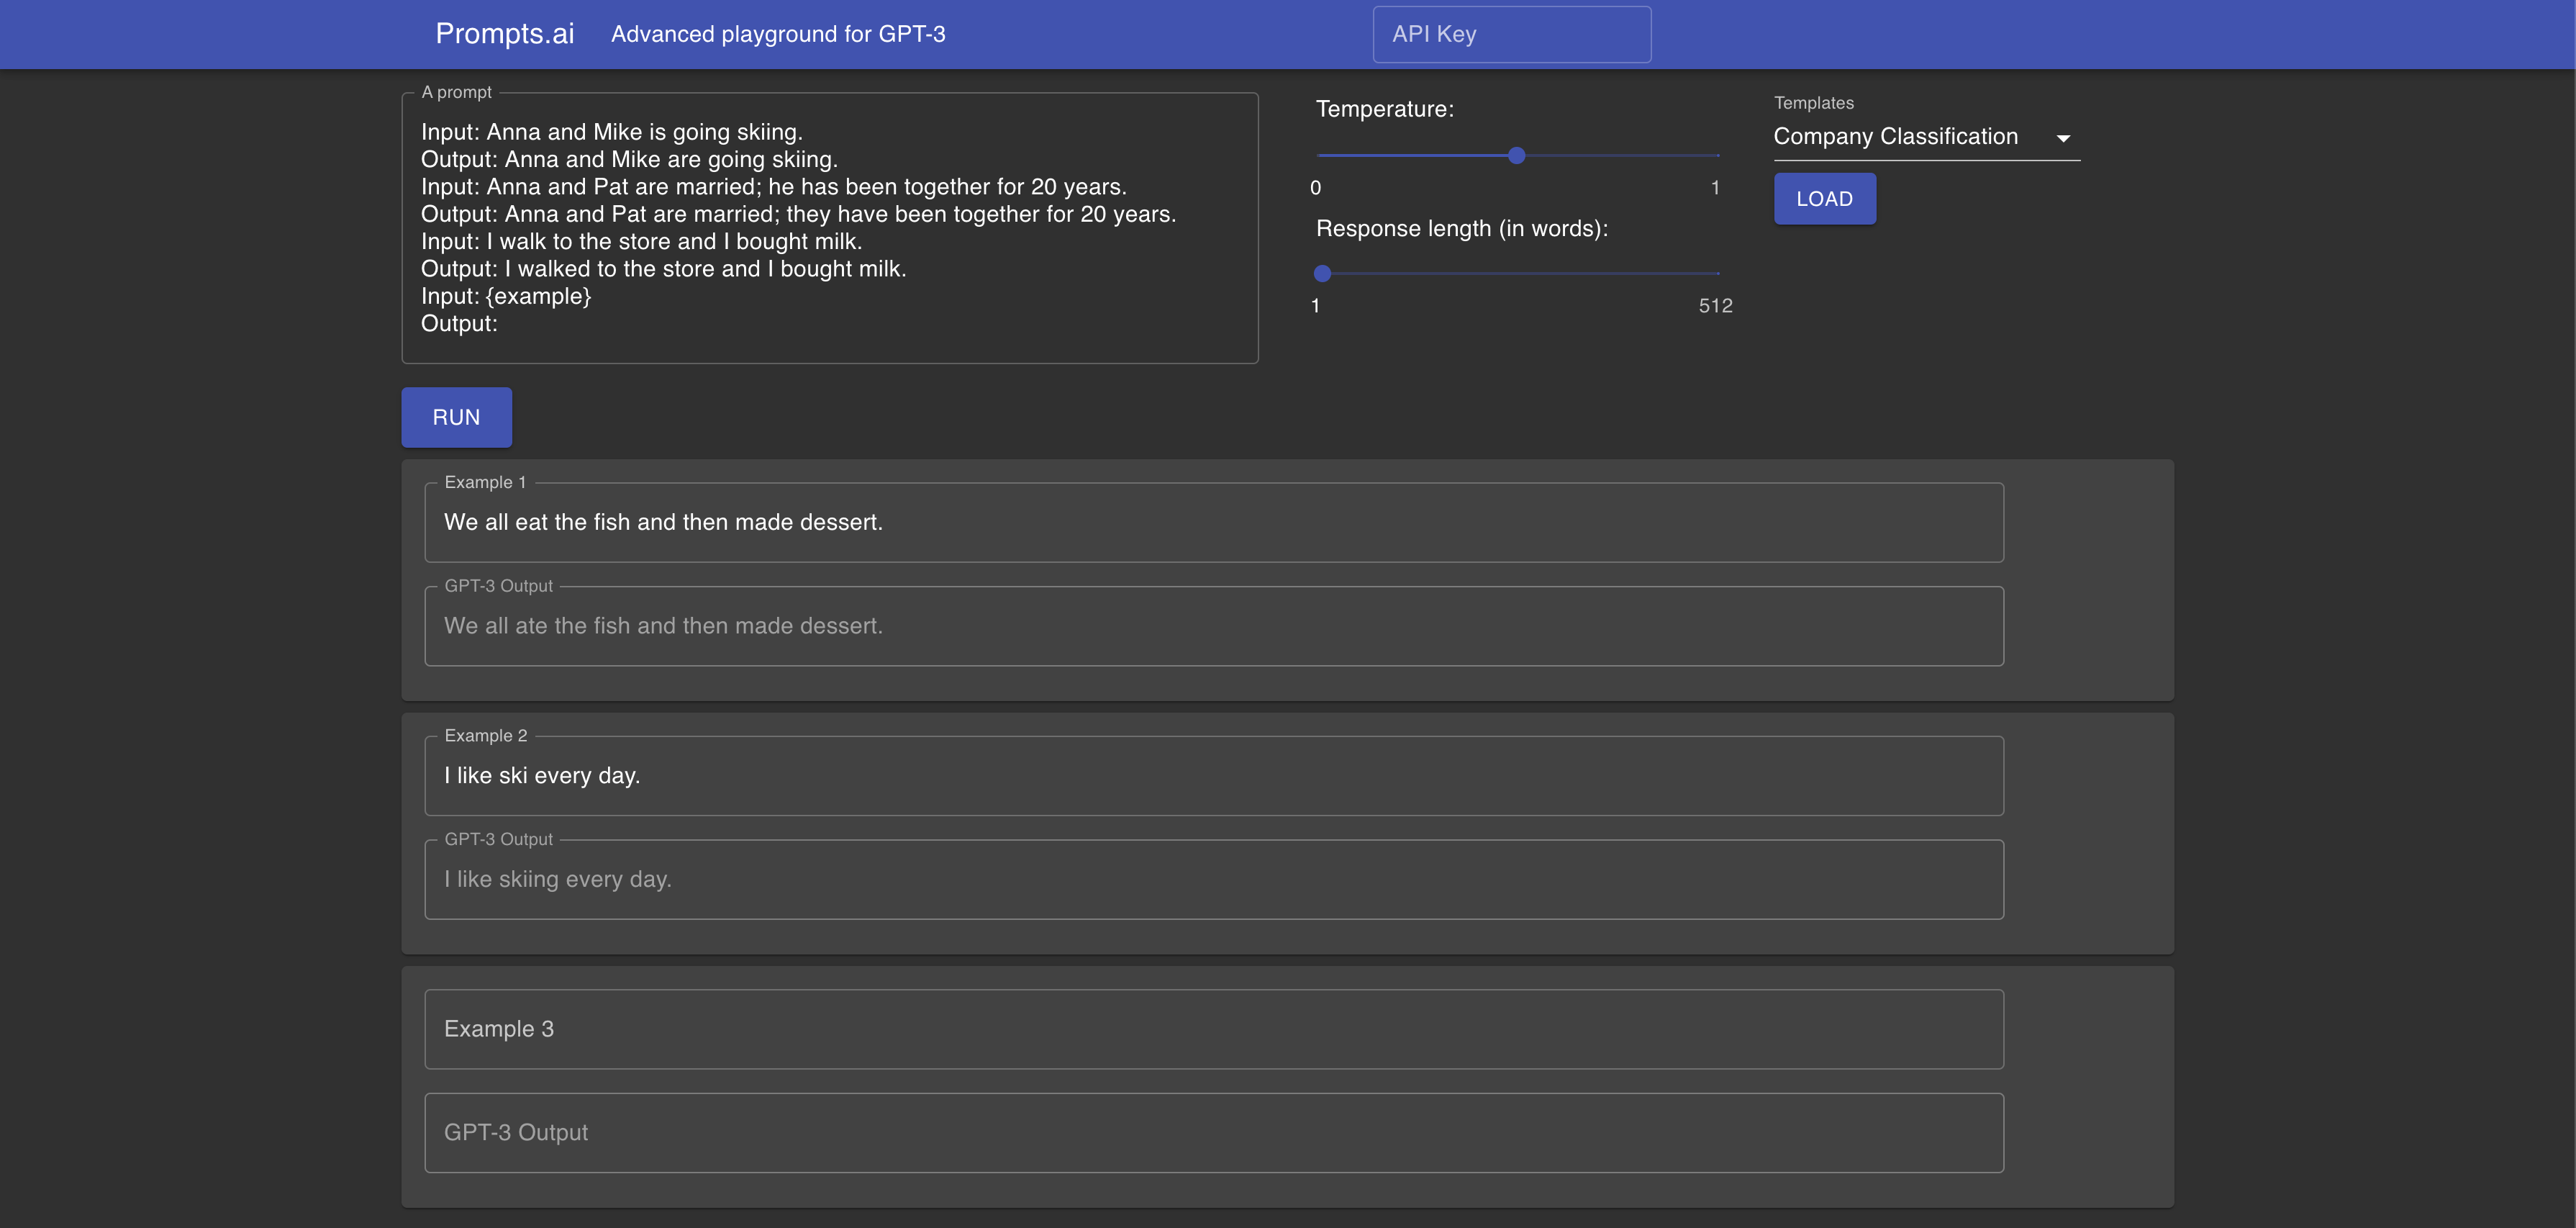 Prompts.ai Advanced playground for GPT-3 API Key
A prompt
Input: Anna and Mike is going skiing.
Output: Anna and Mike are going skiing.
Input: Anna and Pat are married; he has been together for 20 years.
Output: Anna and Pat are married; they have been together for 20 years.
Input: I walk to the store and I bought milk.
Output: I walked to the store and I bought milk.
Input: {example}
Output:
Temperature:
0 1
Response length (in words):
1 512
Templates
Company Classification
LOAD
RUN
Example 1
We all eat the fish and then made dessert.
GPT-3 Output
We all ate the fish and then made dessert.
Example 2
I like ski every day.
GPT-3 Output
I like skiing every day.
Example 3
GPT-3 Output